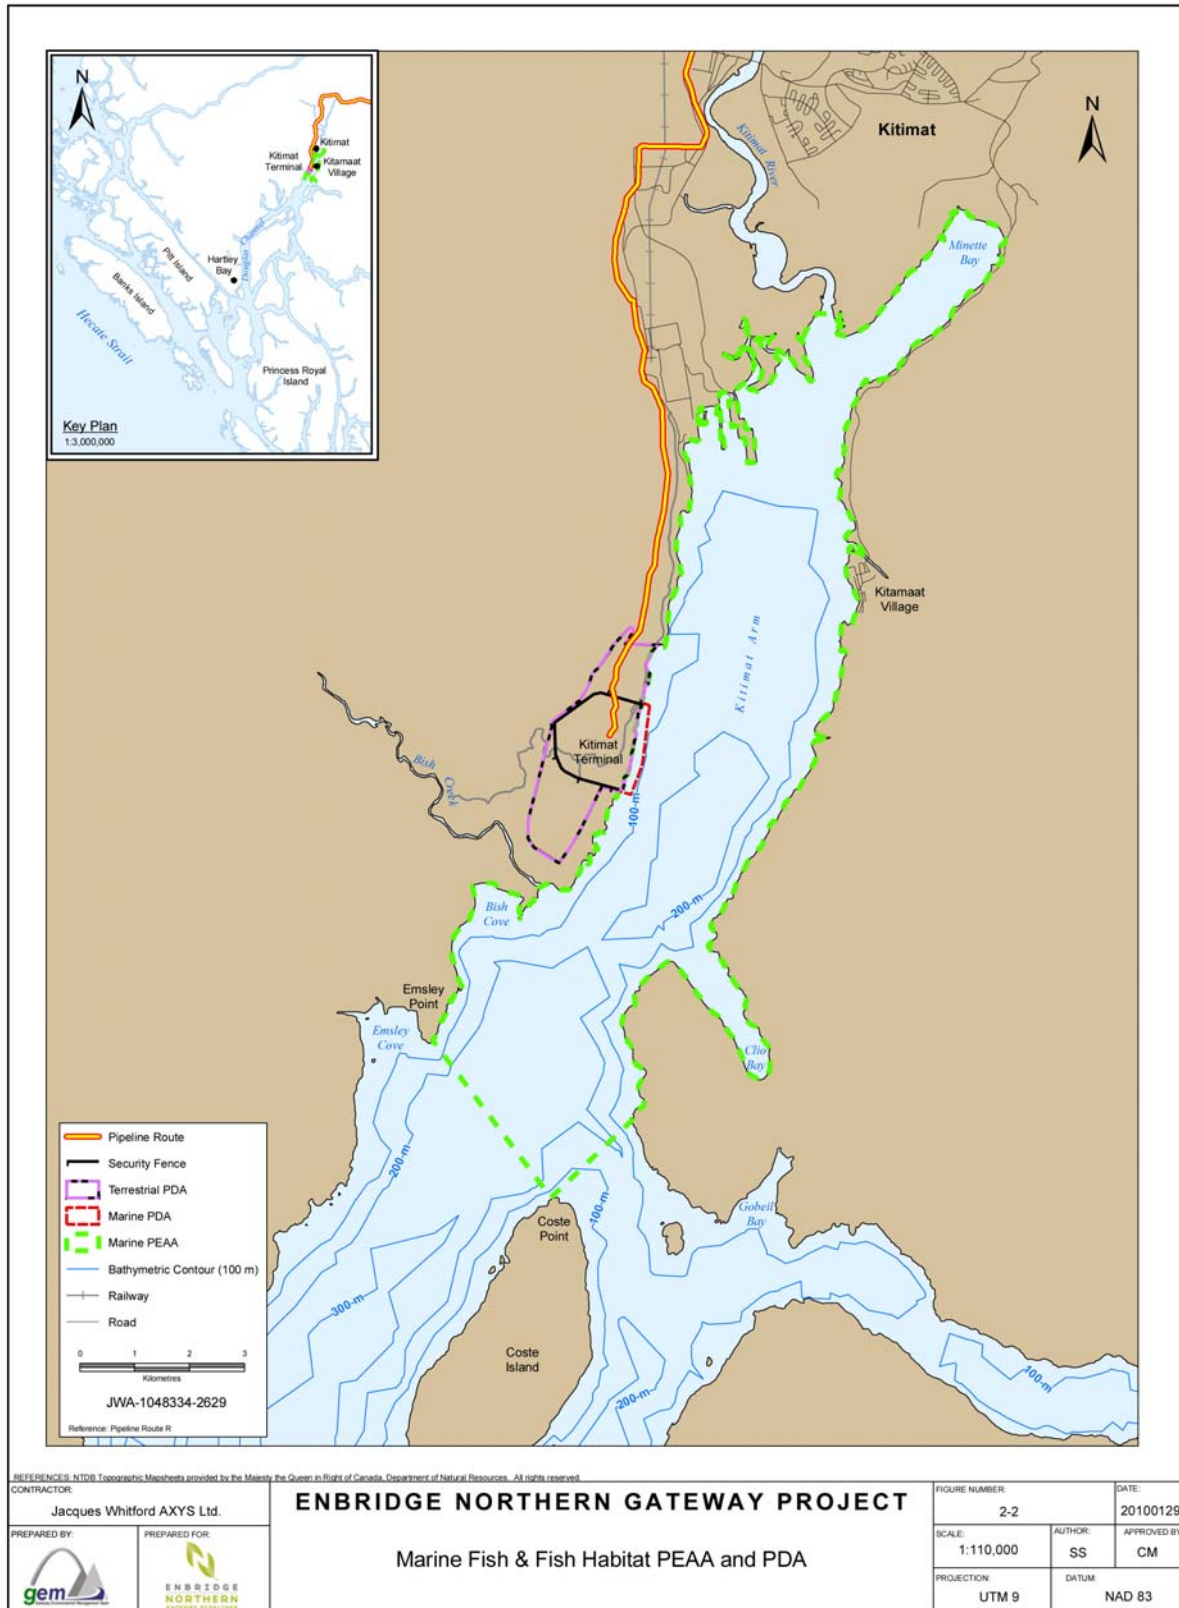 N
Kitimat
Kitimat
Terminal
Kitamaat
Village
Hartley
Bay
Douglas Channel
Pitt Island
Banks Island
Hecate Strait
Princess Royal
Island
Key Plan
1:3,000,000
N
Kitimat
Kitimat River
Minette
Bay
Kitamaat
Village
Kitimat Arm
Kitimat
Terminal
Bish Creek
100-m
200-m
Bish
Cove
Emsley
Point
Emsley
Cove
Clio
Bay
200-m
Gobeil
Bay
100-m
Coste
Point
300-m
Coste
Island
200-m
100-m
Pipeline Route
Security Fence
Terrestrial PDA
Marine PDA
Marine PEAA
Bathymetric Contour (100 m)
Railway
Road
0 1 2 3
Kilometres
JWA-1048334-2629
Reference: Pipeline Route R
REFERENCES: NTDB Topographic Mapsheets provided by the Majesty the Queen in Right of Canada, Department of Natural Resources. All rights reserved.
CONTRACTOR:
Jacques Whitford AXYS Ltd.
PREPARED BY:
gem
PREPARED FOR:
ENBRIDGE
NORTHERN
ENBRIDGE NORTHERN GATEWAY PROJECT
Marine Fish & Fish Habitat PEAA and PDA
FIGURE NUMBER:
2-2
DATE:
20100129
SCALE:
1:110,000
AUTHOR:
SS
APPROVED BY
CM
PROJECTION:
UTM 9
DATUM:
NAD 83